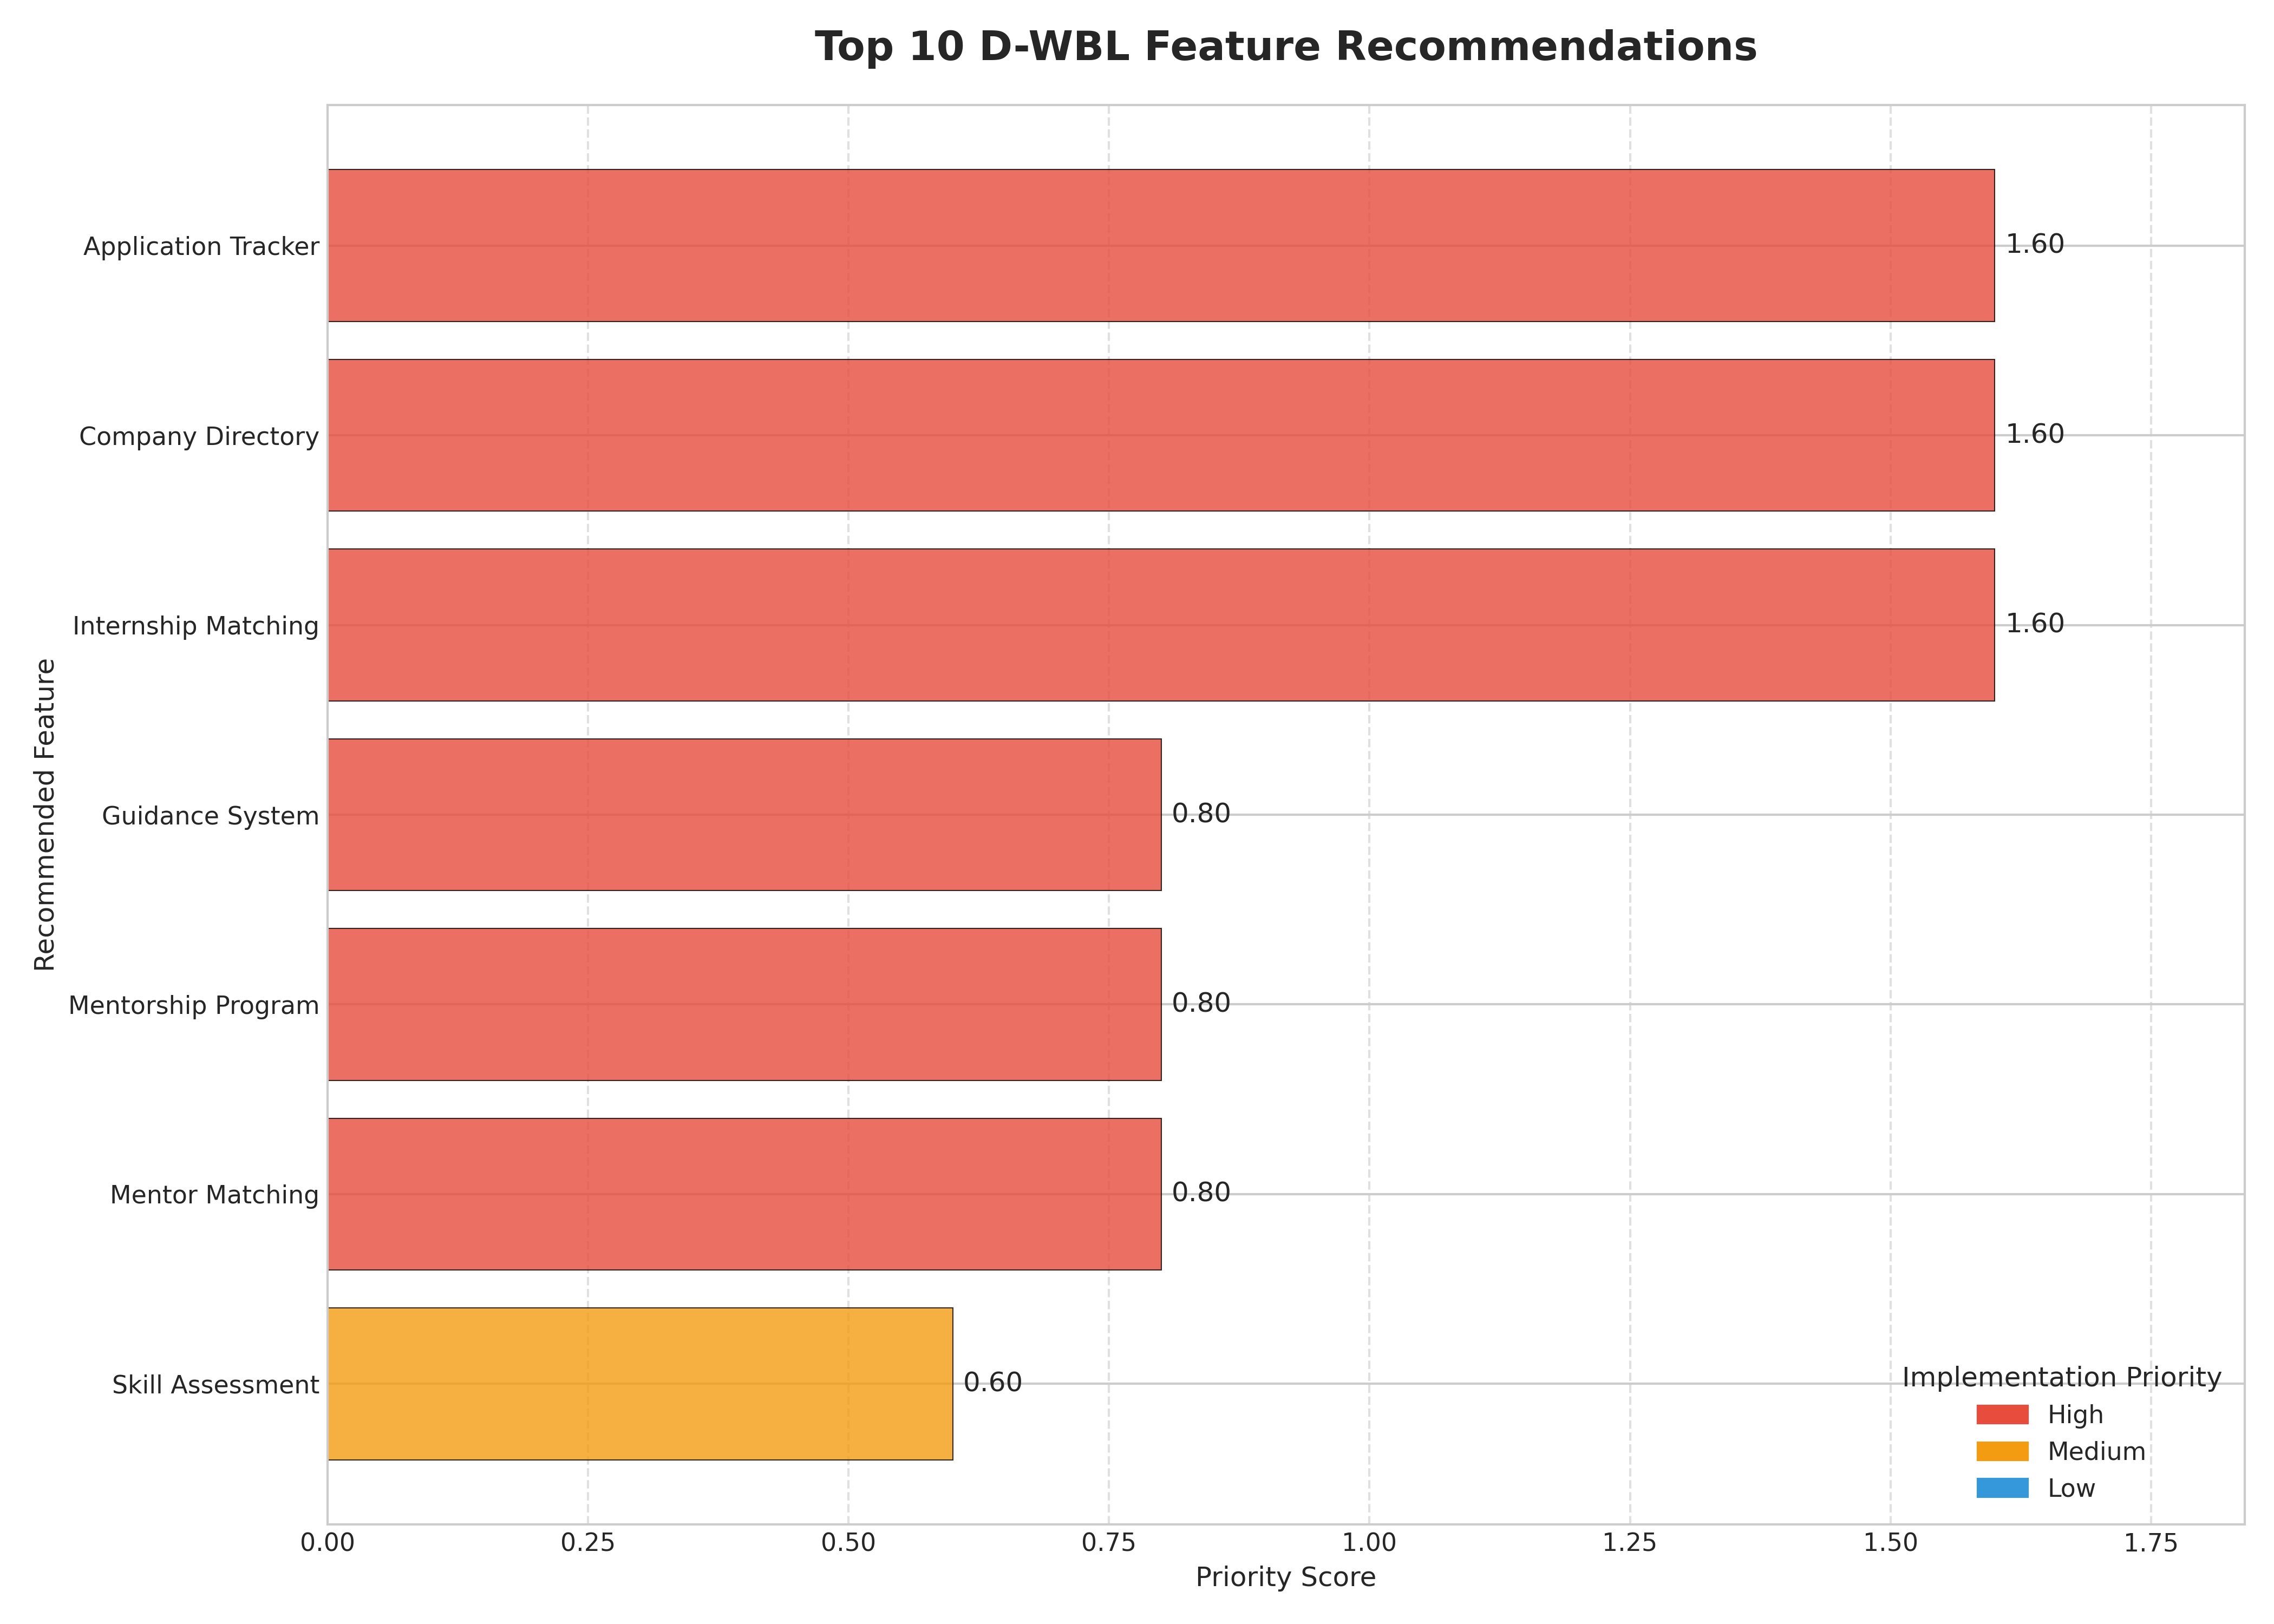 Top 10 D-WBL Feature Recommendations
Recommended Feature
Application Tracker
1.60
Company Directory
1.60
Internship Matching
1.60
Guidance System
0.80
Mentorship Program
0.80
Mentor Matching
0.80
Skill Assessment
0.60
Implementation Priority
High
Medium
Low
0.00 0.25 0.50 0.75 1.00 1.25 1.50 1.75
Priority Score